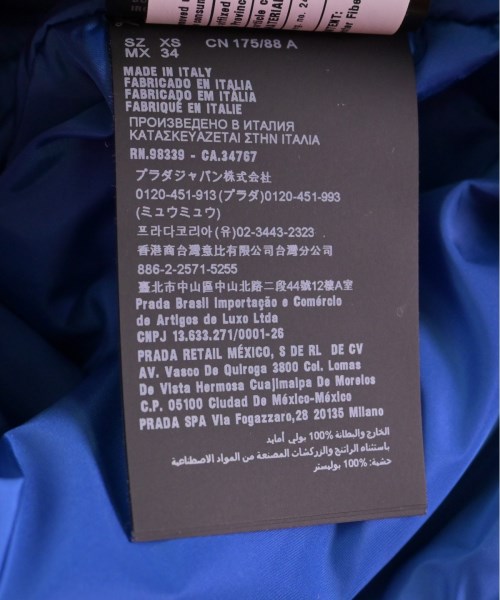 SZ XS CN 175/88 A
MX 34
MADE IN ITALY
FABRICADO EN ITALIA
FABRICADO EM ITÁLIA
FABRIQUÉ EN ITALIE
ПРОИЗВЕДЕНО В ИТАЛИЯ
ΚΑΤΑΣΚΕΥΑΖΕΤΑΙ ΣΤΗΝ ΙΤΑΛΙΑ
RN.98339 - CA.34767
プラダジャパン株式会社
0120-451-913(プラダ)0120-451-993
(ミュウミュウ)
프라다코리아(유)02-3443-2323
香港商台灣意比有限公司台灣分公司
886-2-2571-5255
臺北市中山區中山北路二段44號12樓A室
Prada Brasil Importação e Comérolo
de Artigos de Luxo Ltda
CNPJ 13.633.271/0001-26
PRADA RETAIL MÉXICO, S DE RL DE CV
AV. Vasco De Quiroga 3800 Col. Lomas
De Vista Hermosa Cuajimalpa De Morelos
C.P. 05100 Ciudad De México-México
PRADA SPA Via Fogazzaro,28 20135 Milano
الخارج والبطانة 100% بولي أمايد
باستثناء الراتنج والزركشات المصنعة من المواد الاصطناعية
حشية: 100% بوليستر